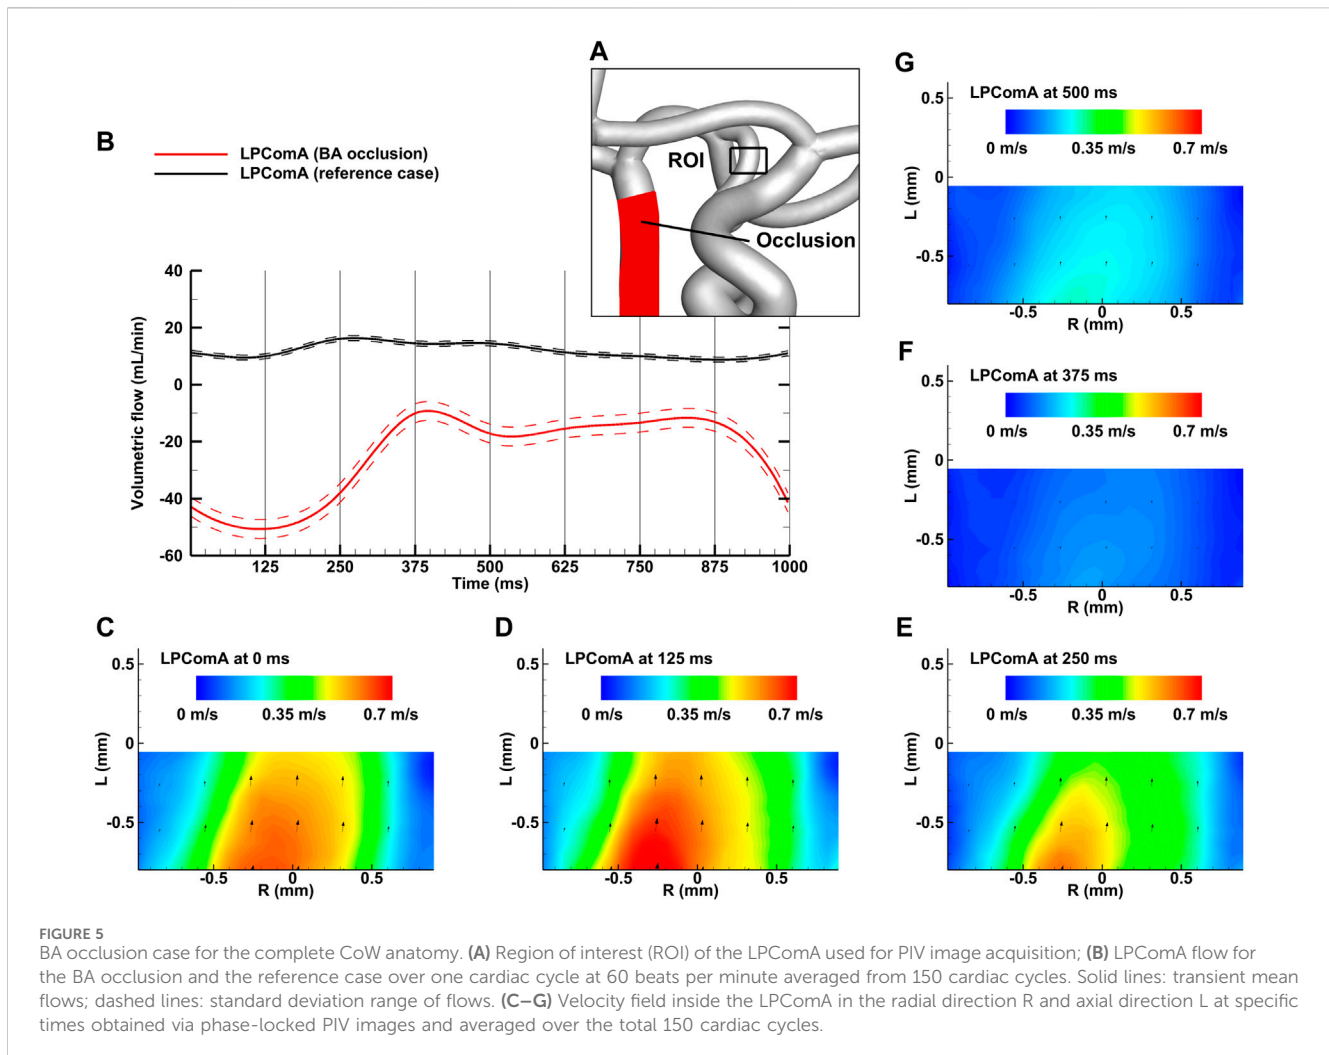 A
ROI
Occlusion
B
LPComA (BA occlusion)
LPComA (reference case)
Volumetric flow (mL/min)
40
20
0
-20
-40
-60
125 250 375 500 625 750 875 1000
Time (ms)
G
LPComA at 500 ms
0 m/s 0.35 m/s 0.7 m/s
L (mm)
0.5
0
-0.5
-0.5 0 0.5
R (mm)
F
LPComA at 375 ms
0 m/s 0.35 m/s 0.7 m/s
L (mm)
0.5
0
-0.5
-0.5 0 0.5
R (mm)
C
LPComA at 0 ms
0 m/s 0.35 m/s 0.7 m/s
L (mm)
0.5
0
-0.5
-0.5 0 0.5
R (mm)
D
LPComA at 125 ms
0 m/s 0.35 m/s 0.7 m/s
L (mm)
0.5
0
-0.5
-0.5 0 0.5
R (mm)
E
LPComA at 250 ms
0 m/s 0.35 m/s 0.7 m/s
L (mm)
0.5
0
-0.5
-0.5 0 0.5
R (mm)
FIGURE 5
BA occlusion case for the complete CoW anatomy. (A) Region of interest (ROI) of the LPComA used for PIV image acquisition; (B) LPComA flow for
the BA occlusion and the reference case over one cardiac cycle at 60 beats per minute averaged from 150 cardiac cycles. Solid lines: transient mean
flows; dashed lines: standard deviation range of flows. (C–G) Velocity field inside the LPComA in the radial direction R and axial direction L at specific
times obtained via phase-locked PIV images and averaged over the total 150 cardiac cycles.